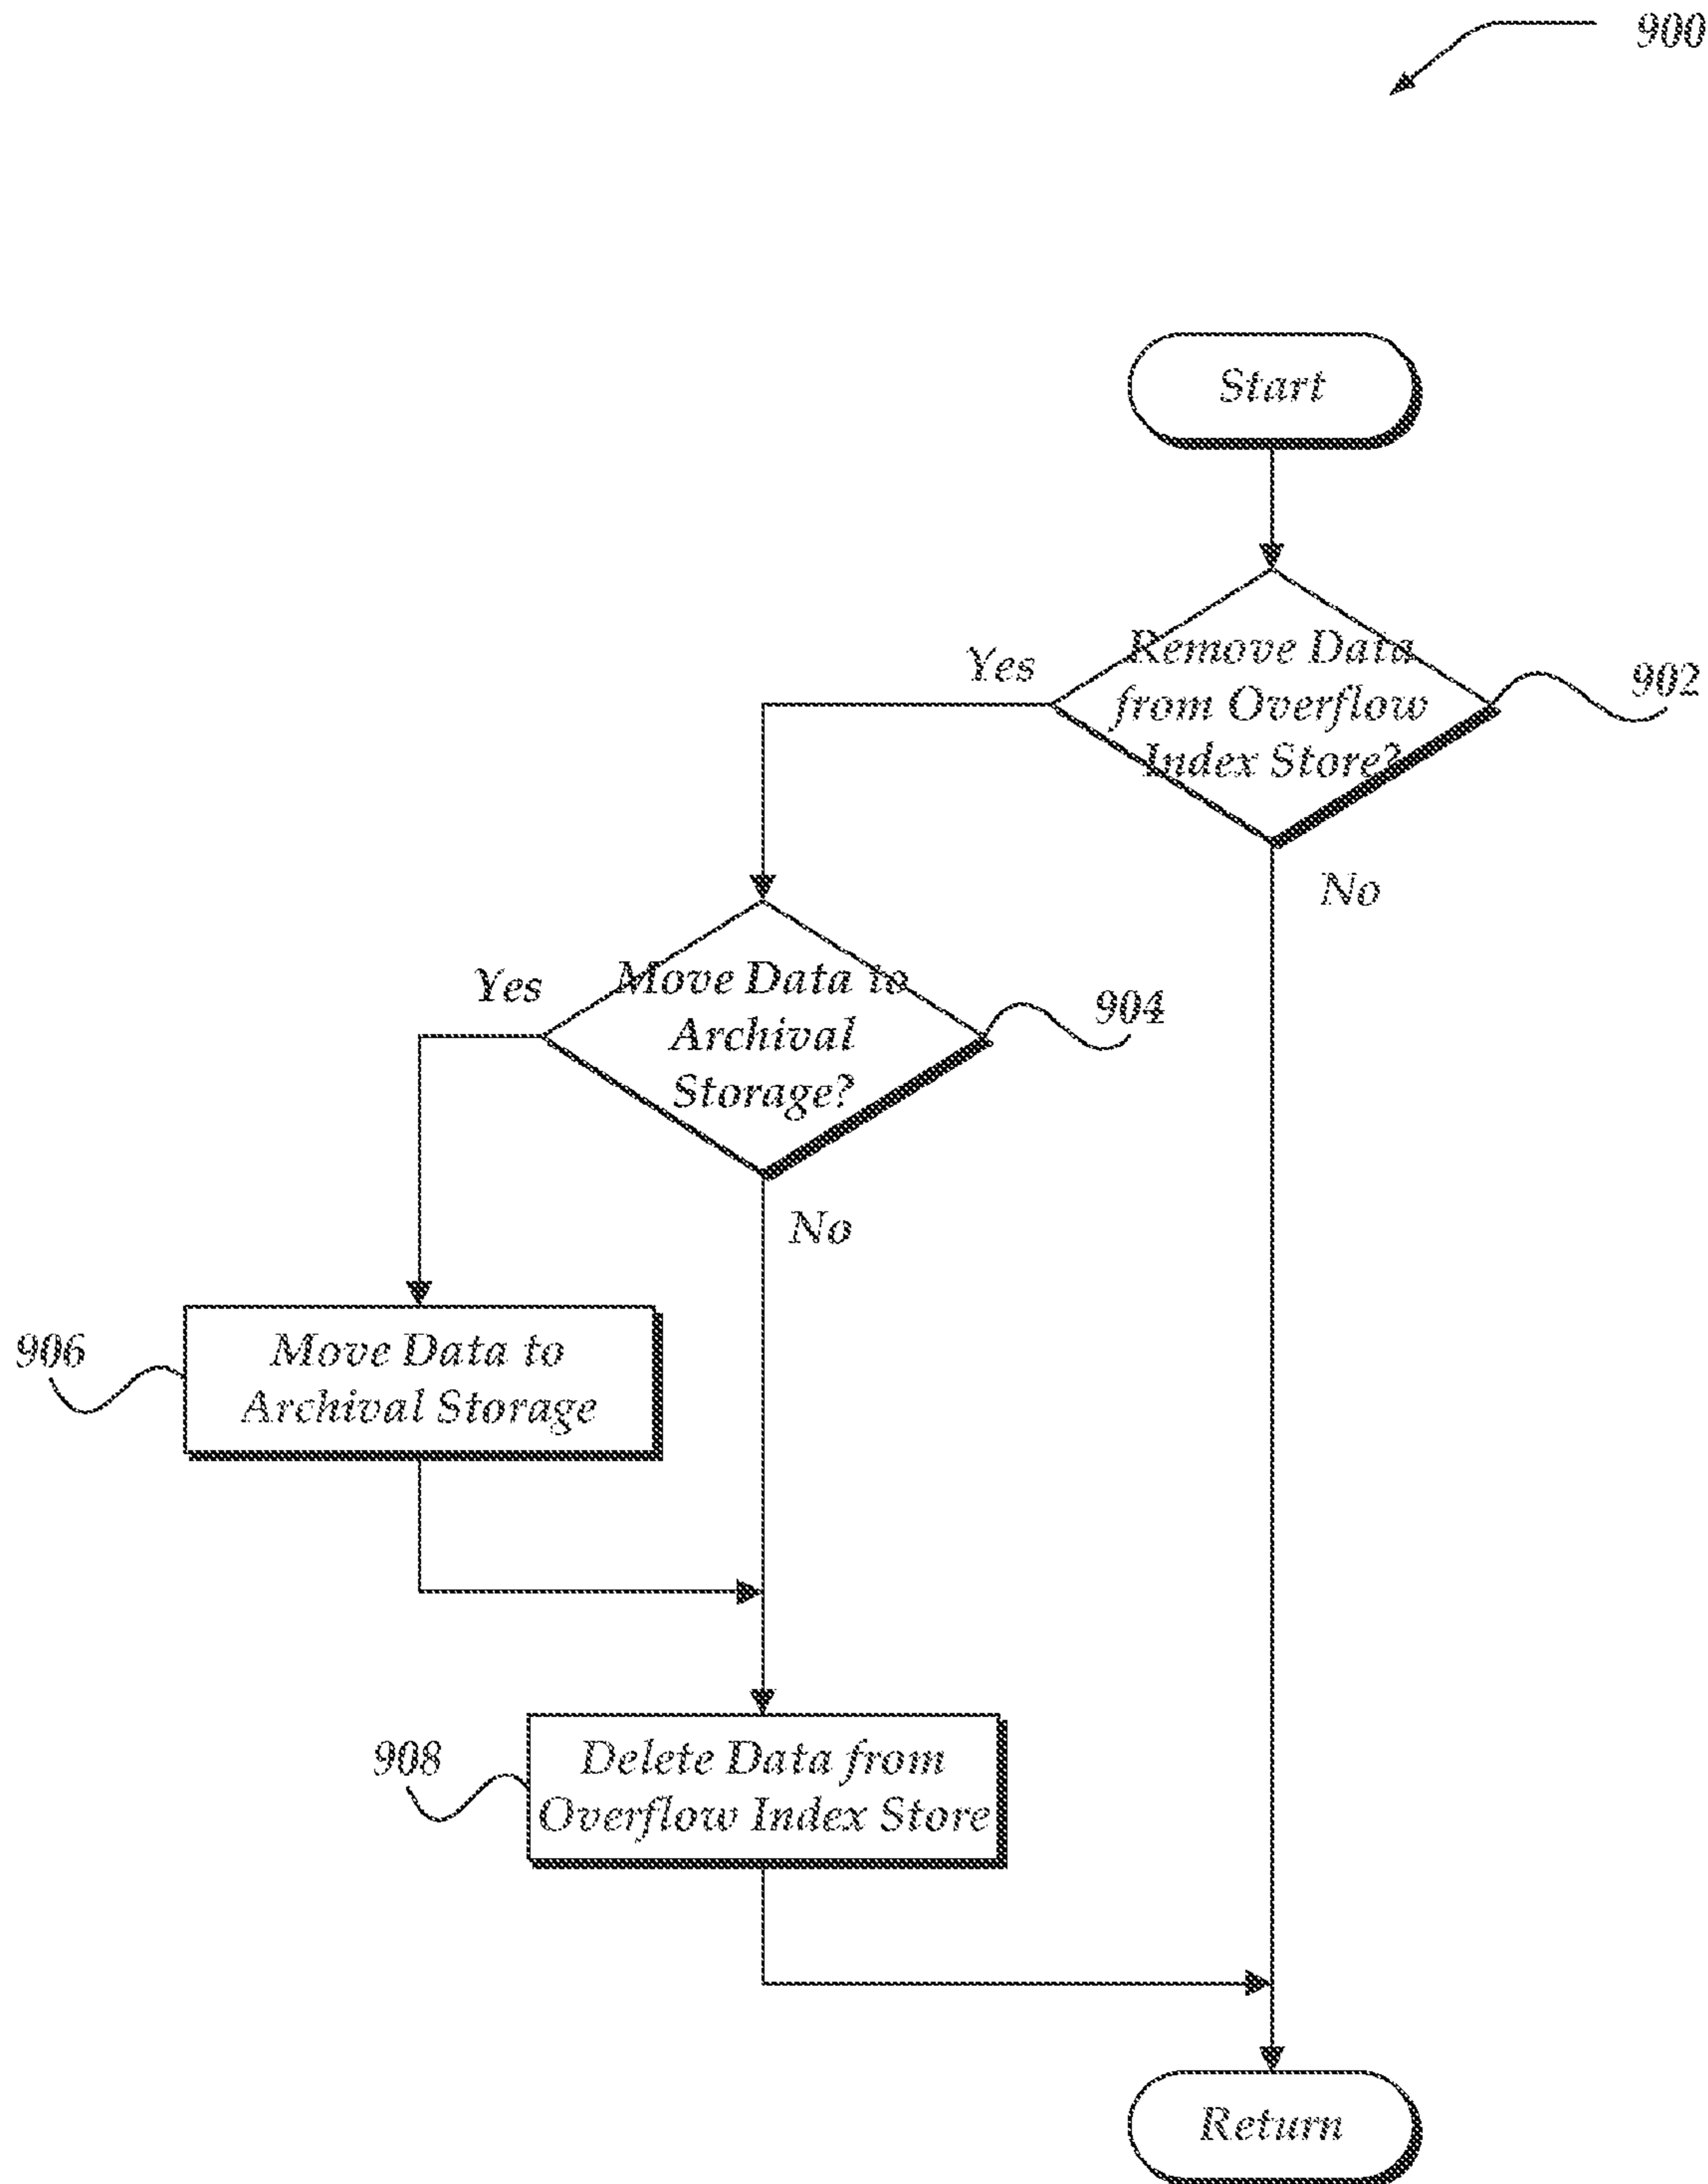 900
Start
Yes
Remove Data
from Overflow
Index Store?
902
No
Yes
Move Data to
Archival
Storage?
904
No
906
Move Data to
Archival Storage
908
Delete Data from
Overflow Index Store
Return